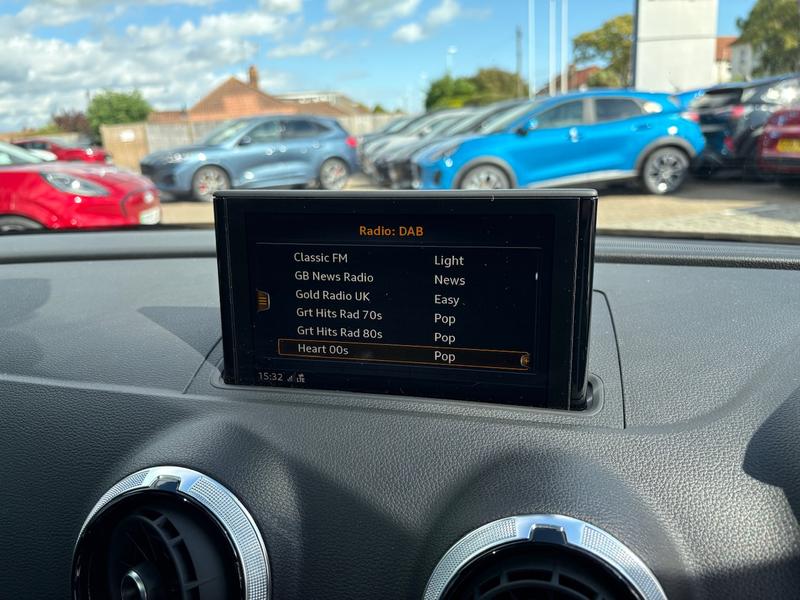 Radio: DAB
Classic FM Light
GB News Radio News
Gold Radio UK Easy
Grt Hits Rad 70s Pop
Grt Hits Rad 80s Pop
Heart 00s Pop
15:32 LTE